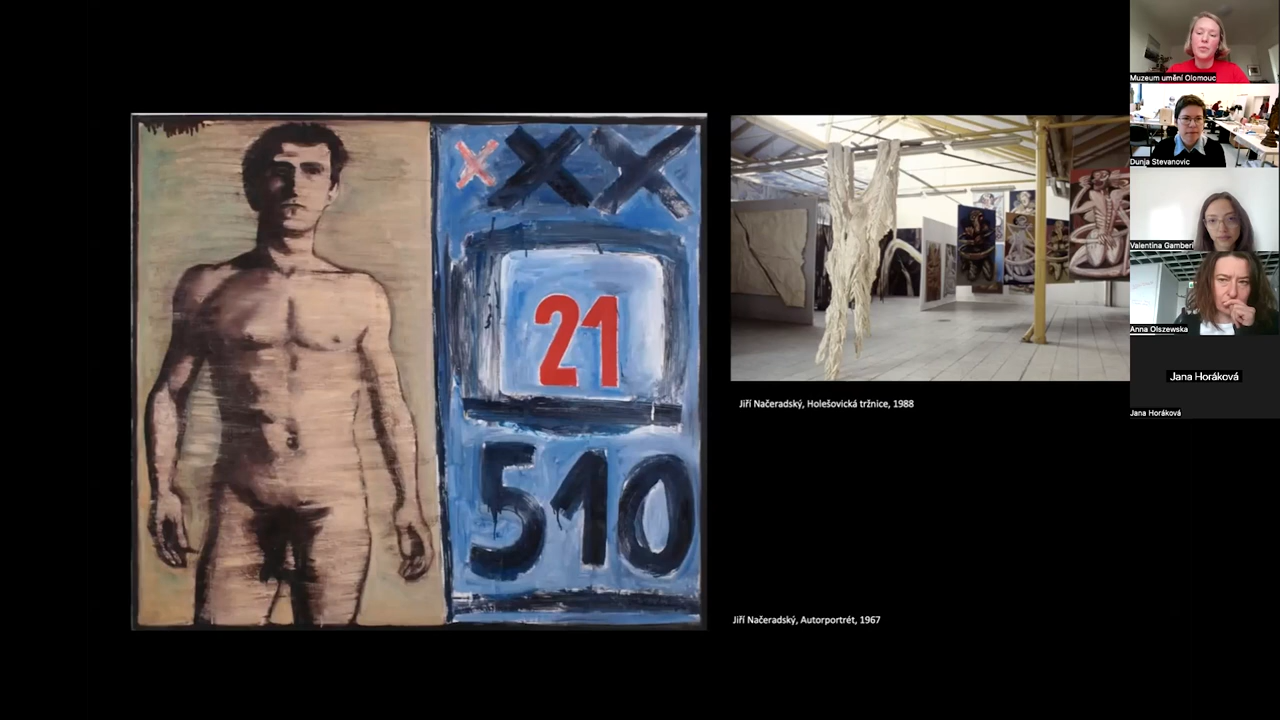 XXX
21
510
Jiří Načeradský, Holešovická tržnice, 1988
Jiří Načeradský, Autorportrét, 1967
Muzeum umění Olomouc
Dunja Stevanovic
Valentina Gamberi
Anna Olszewska
Jana Horáková
Jana Horáková